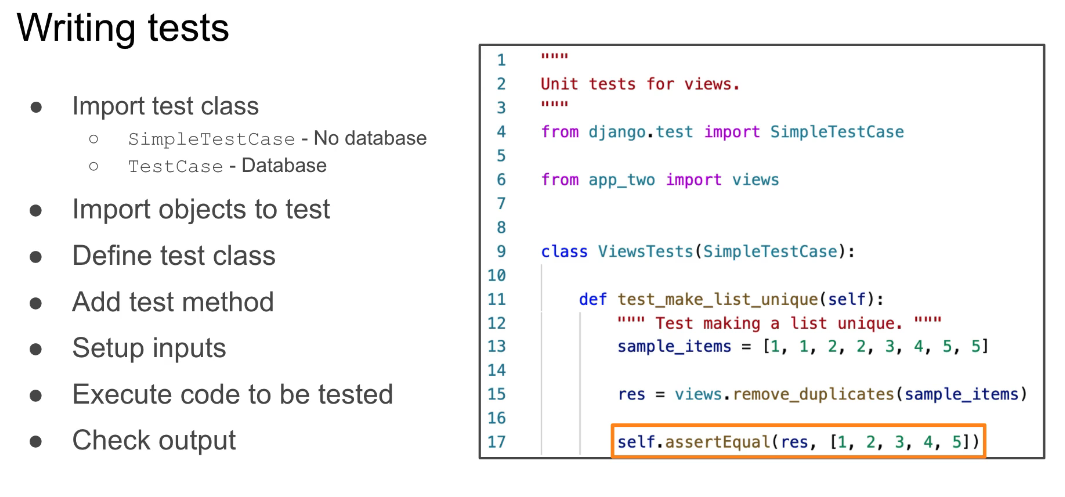 Writing tests
● Import test class
○ SimpleTestCase - No database
○ TestCase - Database
● Import objects to test
● Define test class
● Add test method
● Setup inputs
● Execute code to be tested
● Check output
1 """
2 Unit tests for views.
3 """
4 from django.test import SimpleTestCase
5
6 from app_two import views
7
8
9 class ViewsTests(SimpleTestCase):
10
11     def test_make_list_unique(self):
12         """ Test making a list unique. """
13         sample_items = [1, 1, 2, 2, 3, 4, 5, 5]
14
15         res = views.remove_duplicates(sample_items)
16
17         self.assertEqual(res, [1, 2, 3, 4, 5])